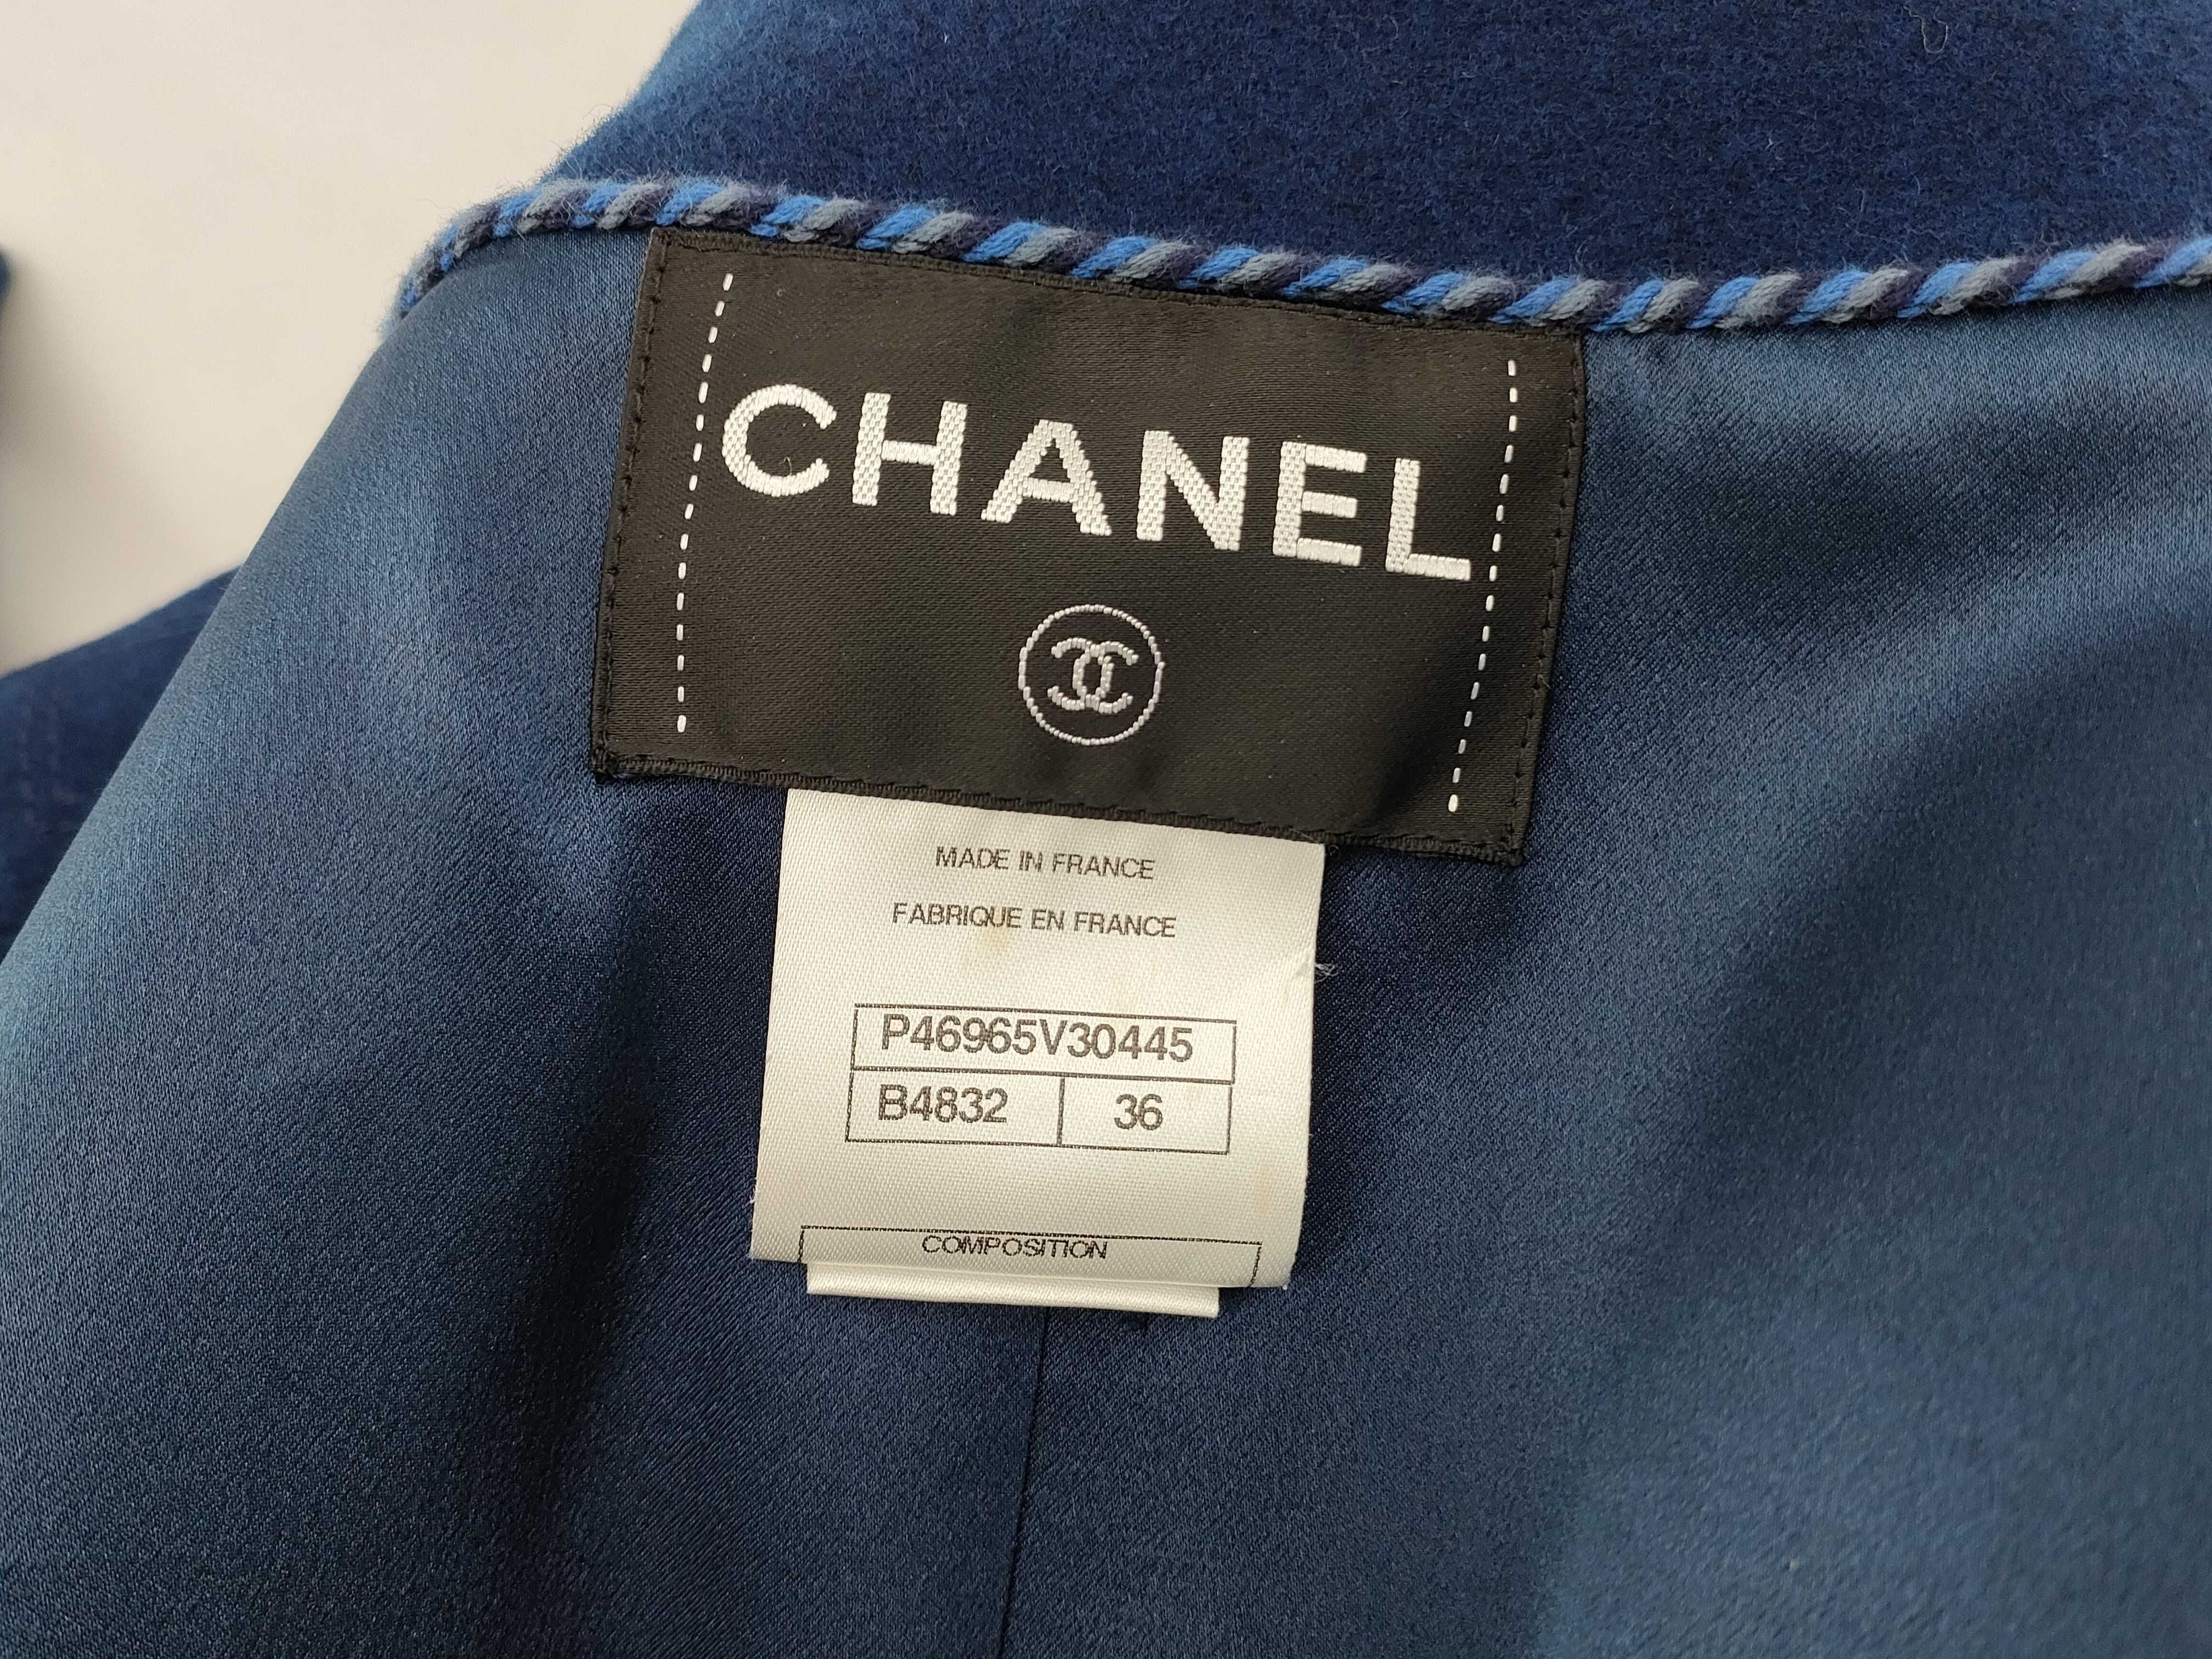 CHANEL
MADE IN FRANCE
FABRIQUE EN FRANCE
P46965V30445
B4832 36
COMPOSITION